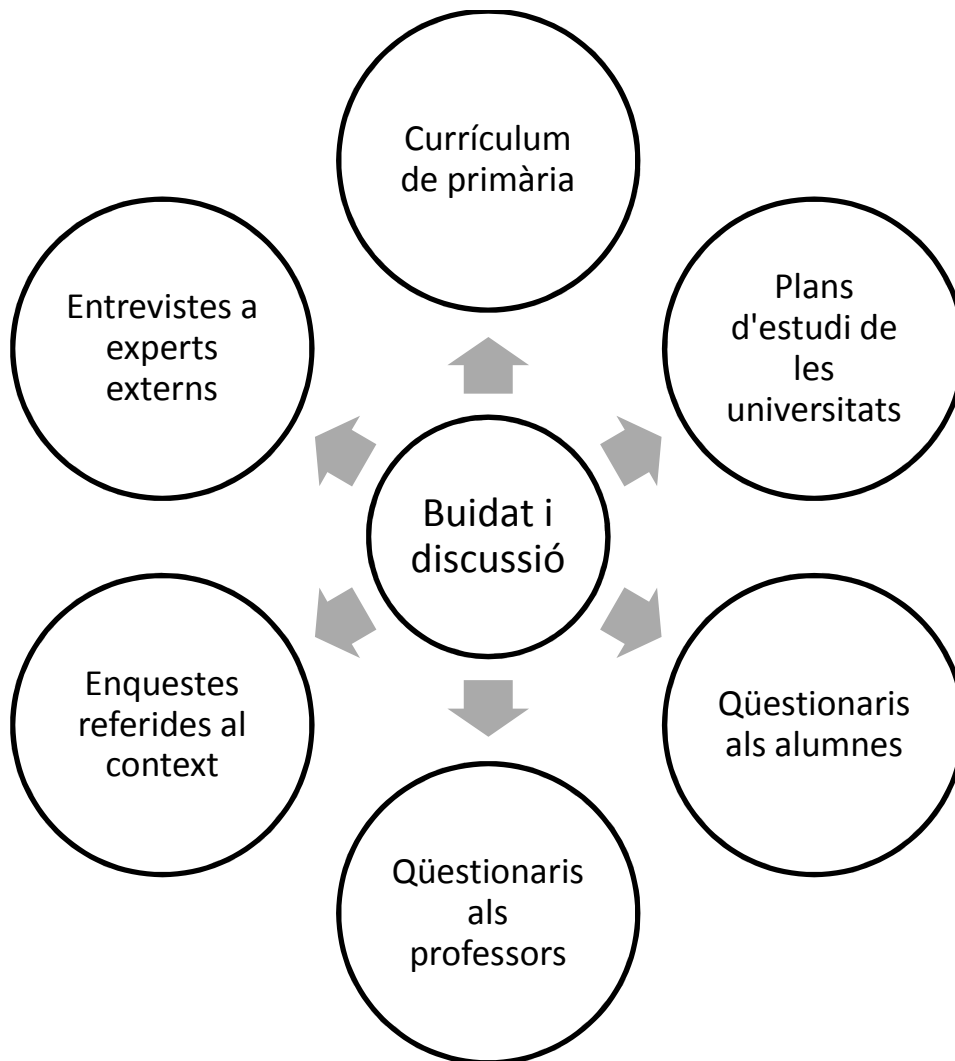 Currículum
de primària
Plans
d'estudi de
les
universitats
Qüestionaris
als alumnes
Qüestionaris
als
professors
Enquestes
referides al
context
Entrevistes a
experts
externs
Buidat i
discussió